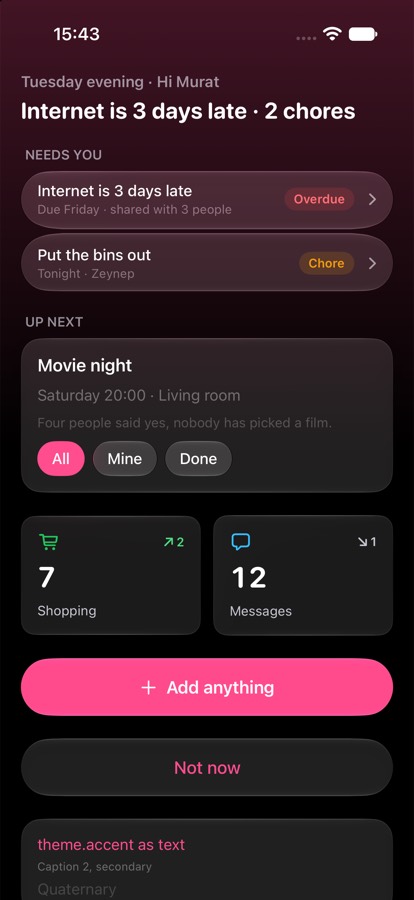 15:43
Tuesday evening · Hi Murat
Internet is 3 days late · 2 chores
NEEDS YOU
Internet is 3 days late
Due Friday · shared with 3 people
Overdue
Put the bins out
Tonight · Zeynep
Chore
UP NEXT
Movie night
Saturday 20:00 · Living room
Four people said yes, nobody has picked a film.
All Mine Done
2
7
Shopping
1
12
Messages
+ Add anything
Not now
theme.accent as text
Caption 2, secondary
Quaternary